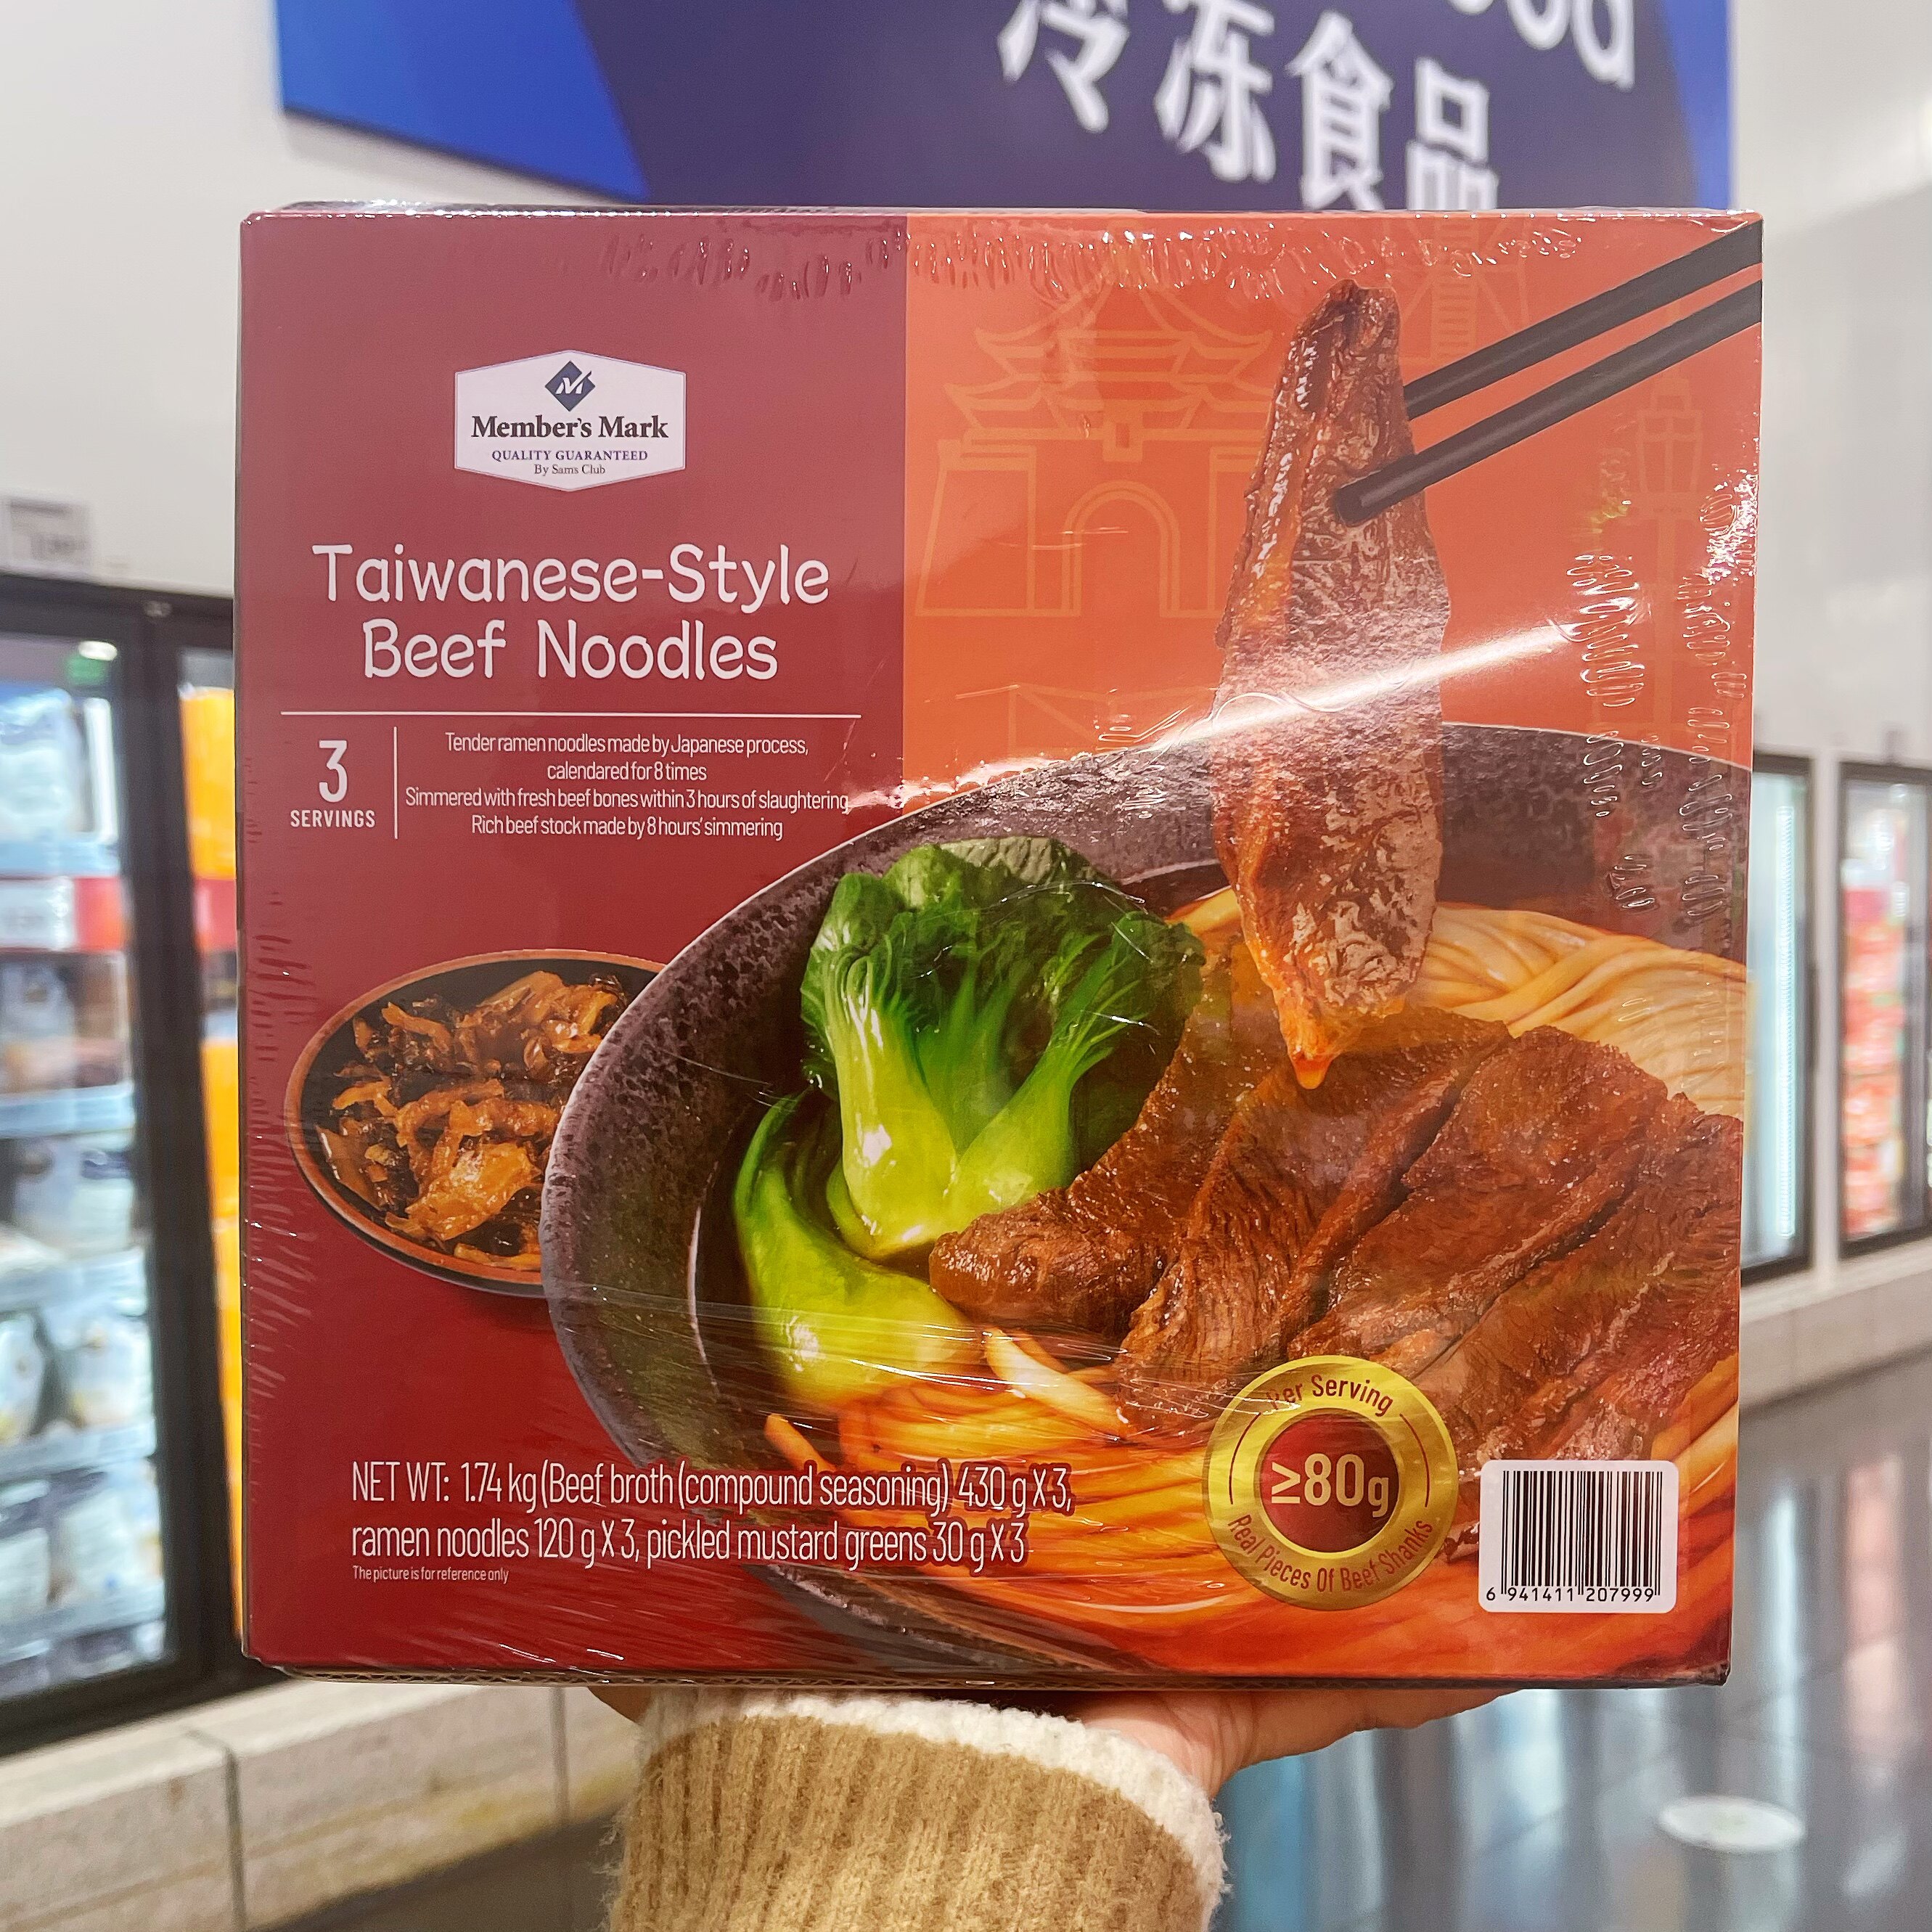 冷冻食品
Member's Mark
QUALITY GUARANTEED
By Sam's Club
Taiwanese-Style
Beef Noodles
3
SERVINGS
Tender ramen noodles made by Japanese process,
calendared for 8 times
Simmered with fresh beef bones within 3 hours of slaughtering
Rich beef stock made by 8 hours' simmering
NET WT: 1.74 kg (Beef broth (compound seasoning) 430 g X 3,
ramen noodles 120 g X 3, pickled mustard greens 30 g X 3
The picture is for reference only
Per Serving
≥80g
Real Pieces Of Beef Shanks
6 941411 207999